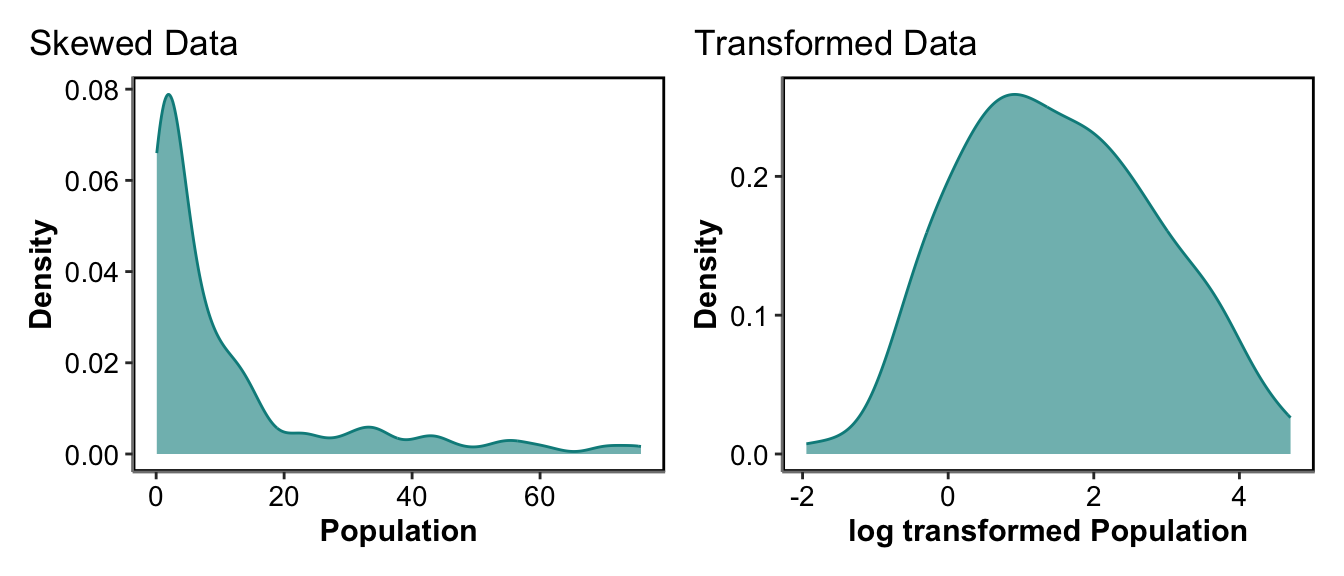 Skewed Data
Density
0.08
0.06
0.04
0.02
0.00
0 20 40 60
Population
Transformed Data
Density
0.2
0.1
0.0
-2 0 2 4
log transformed Population